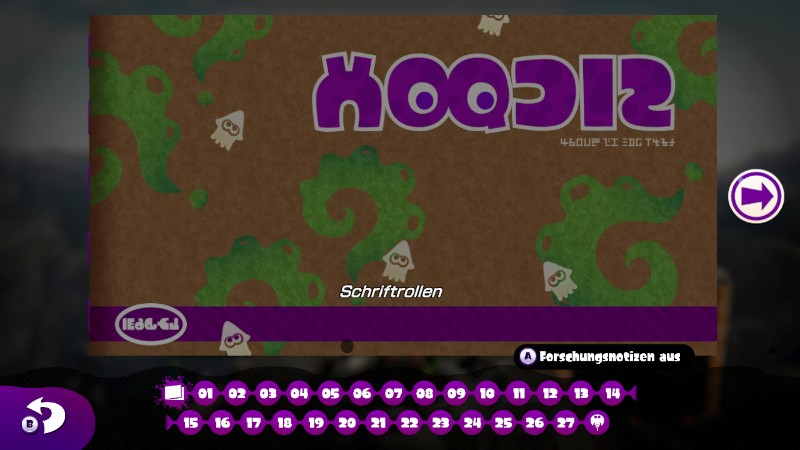 Schriftrollen
A Forschungsnotizen aus
01 02 03 04 05 06 07 08 09 10 11 12 13 14
B
15 16 17 18 19 20 21 22 23 24 25 26 27